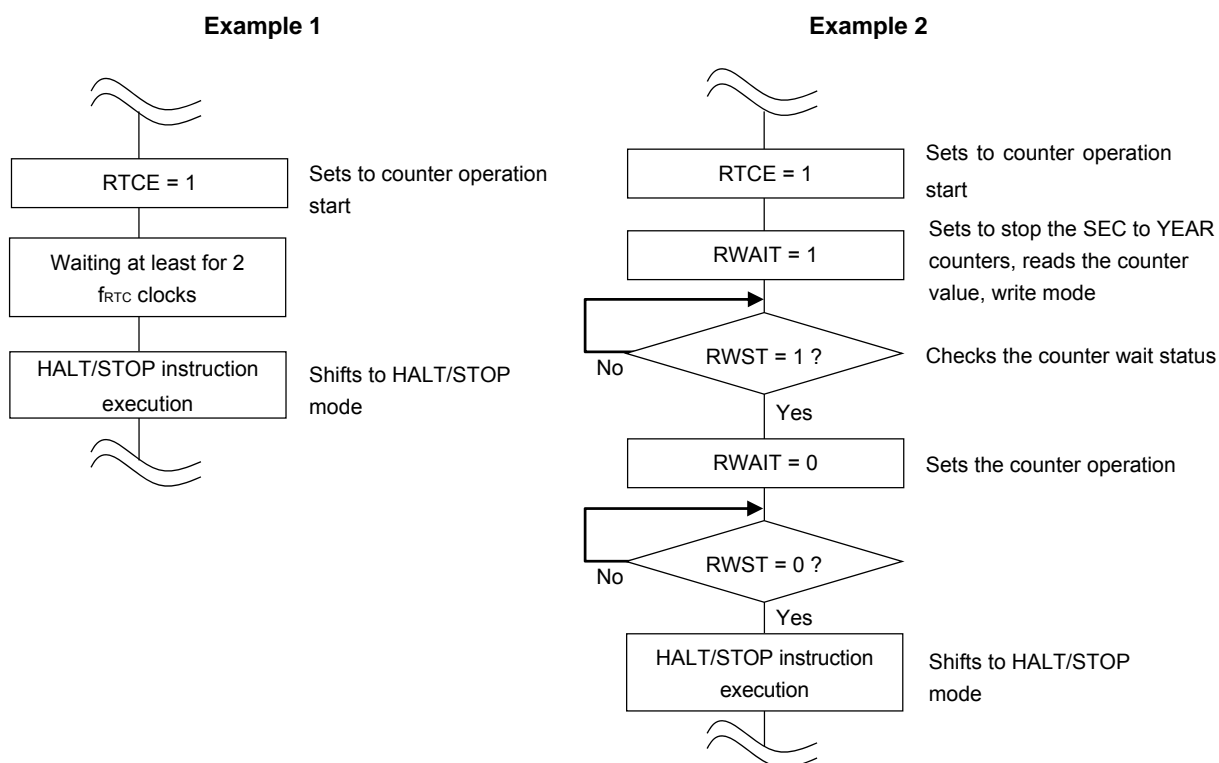 Example 1
RTCE = 1
Sets to counter operation
start
Waiting at least for 2
fRTC clocks
HALT/STOP instruction
execution
Shifts to HALT/STOP
mode
Example 2
RTCE = 1
Sets to counter operation
start
RWAIT = 1
Sets to stop the SEC to YEAR
counters, reads the counter
value, write mode
RWST = 1 ?
No
Checks the counter wait status
Yes
RWAIT = 0
Sets the counter operation
RWST = 0 ?
No
Yes
HALT/STOP instruction
execution
Shifts to HALT/STOP
mode